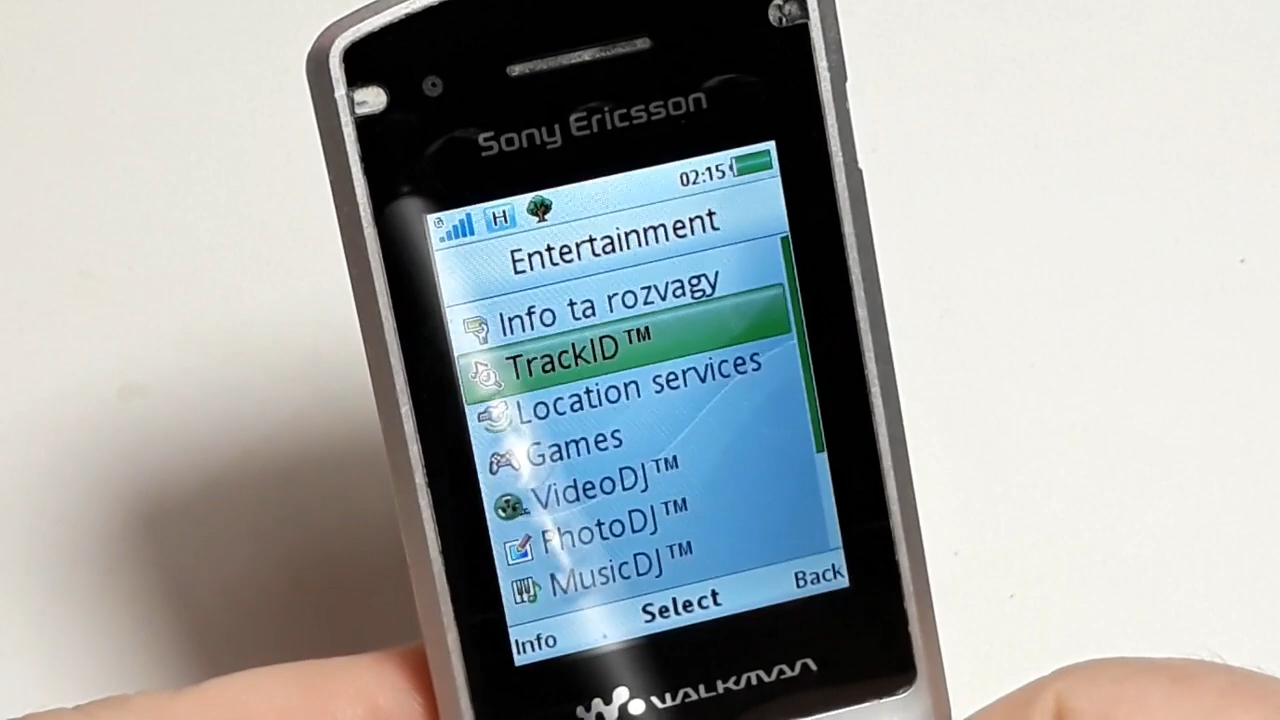 Sony Ericsson
H
02:15
Entertainment
Info ta rozvagy
TrackID™
Location services
Games
VideoDJ™
PhotoDJ™
MusicDJ™
Info
Select
Back
WALKMAN